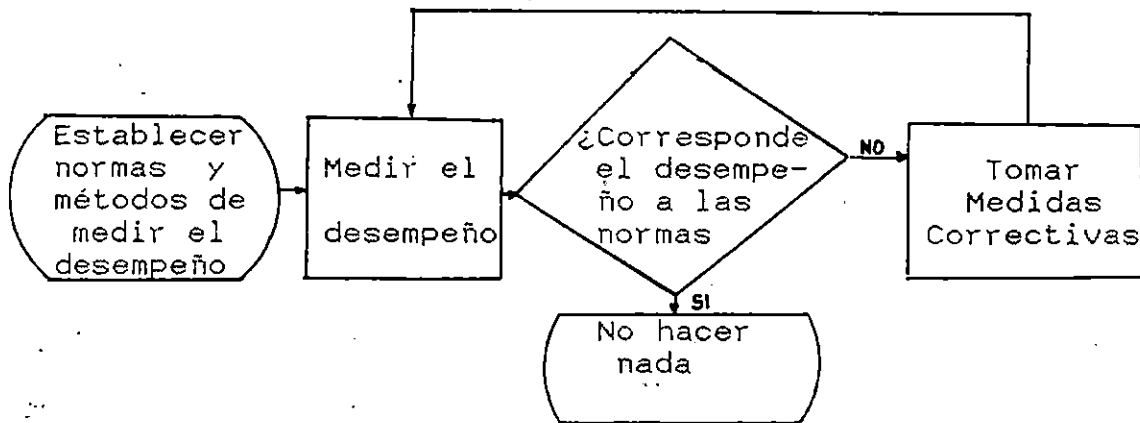 Establecer
normas y
métodos de
medir el
desempeño
Medir el
desempeño
¿Corresponde
el desempe-
ño a las
normas
NO
Tomar
Medidas
Correctivas
SI
No hacer
nada